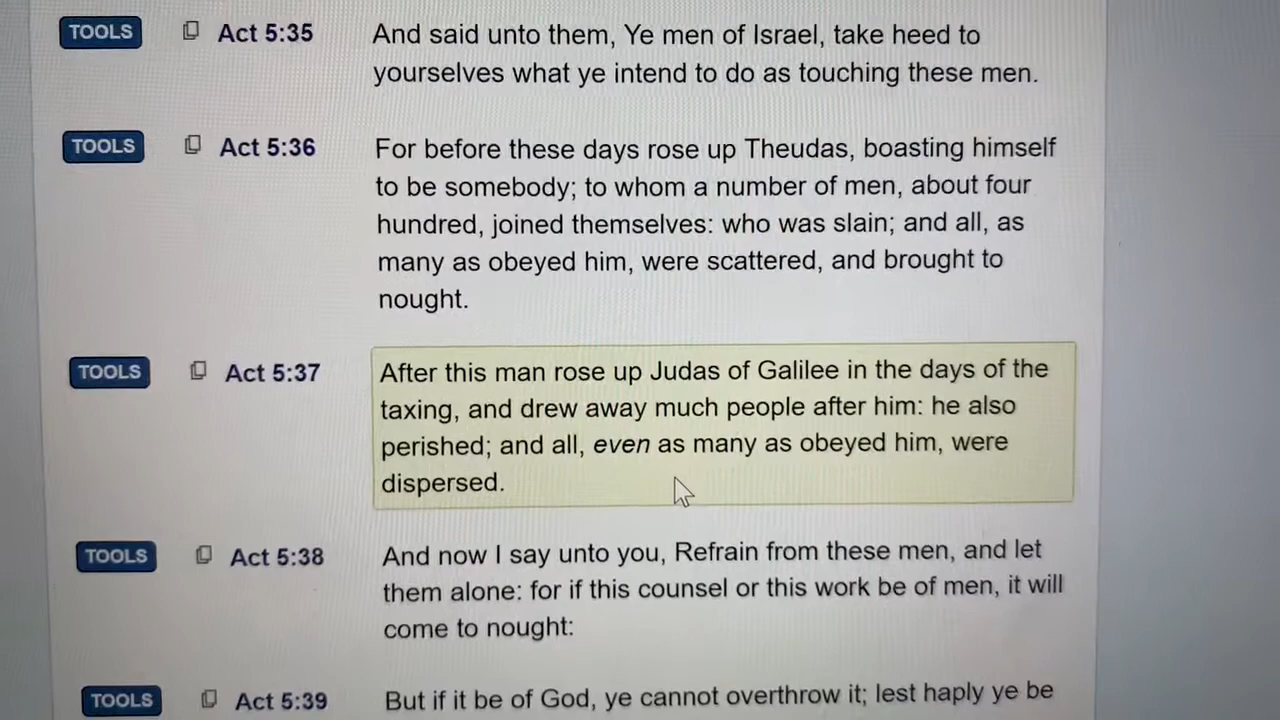 TOOLS Act 5:35 And said unto them, Ye men of Israel, take heed to
yourselves what ye intend to do as touching these men.
TOOLS Act 5:36 For before these days rose up Theudas, boasting himself
to be somebody; to whom a number of men, about four
hundred, joined themselves: who was slain; and all, as
many as obeyed him, were scattered, and brought to
nought.
TOOLS Act 5:37 After this man rose up Judas of Galilee in the days of the
taxing, and drew away much people after him: he also
perished; and all, even as many as obeyed him, were
dispersed.
TOOLS Act 5:38 And now I say unto you, Refrain from these men, and let
them alone: for if this counsel or this work be of men, it will
come to nought:
TOOLS Act 5:39 But if it be of God, ye cannot overthrow it; lest haply ye be